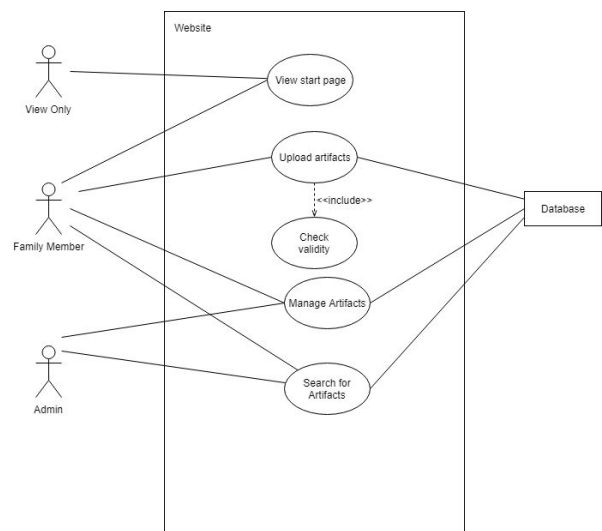 Website
View start page
View Only
Upload artifacts
<<include>>
Database
Family Member
Check
validity
Manage Artifacts
Search for
Artifacts
Admin